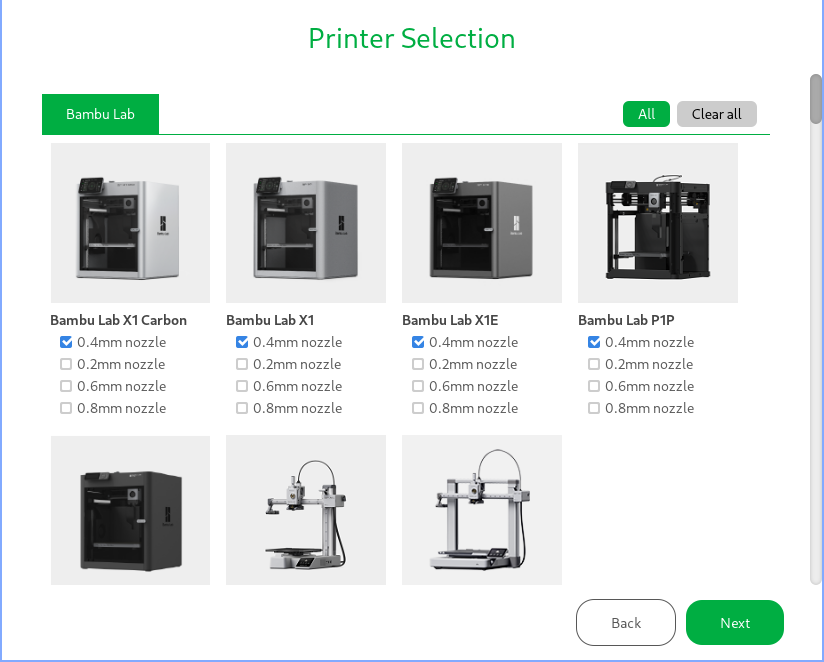 Printer Selection
Bambu Lab
All
Clear all
Bambu Lab X1 Carbon
0.4mm nozzle
0.2mm nozzle
0.6mm nozzle
0.8mm nozzle
Bambu Lab X1
0.4mm nozzle
0.2mm nozzle
0.6mm nozzle
0.8mm nozzle
Bambu Lab X1E
0.4mm nozzle
0.2mm nozzle
0.6mm nozzle
0.8mm nozzle
Bambu Lab P1P
0.4mm nozzle
0.2mm nozzle
0.6mm nozzle
0.8mm nozzle
Back
Next